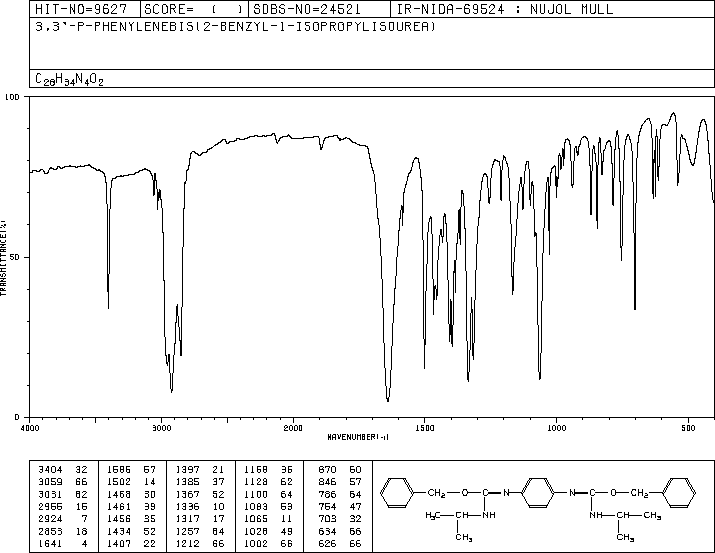 HIT-NO=9627 SCORE= ( ) SDBS-NO=24521 IR-NIDA-69524 : NUJOL MULL
3,3'-P-PHENYLENEBIS(2-BENZYL-1-ISOPROPYLISOUREA)
C28H34N4O2
100
50
0
TRANSMITTANCE(%)
4000 3000 2000 1500 1000 500
WAVENUMBER(-1)
3404 32 1586 57 1397 21 1168 36 870 60
3059 66 1502 14 1385 37 1128 62 846 57
3031 62 1468 30 1367 52 1100 64 786 64
2955 15 1461 39 1336 10 1083 53 754 47
2924 7 1456 35 1317 17 1065 11 703 32
2853 18 1434 52 1257 64 1028 49 634 66
1641 4 1407 22 1212 66 1002 66 626 66
CH2 O C N N C O CH2
H3C NH NH CH3
CH CH
CH3 CH3